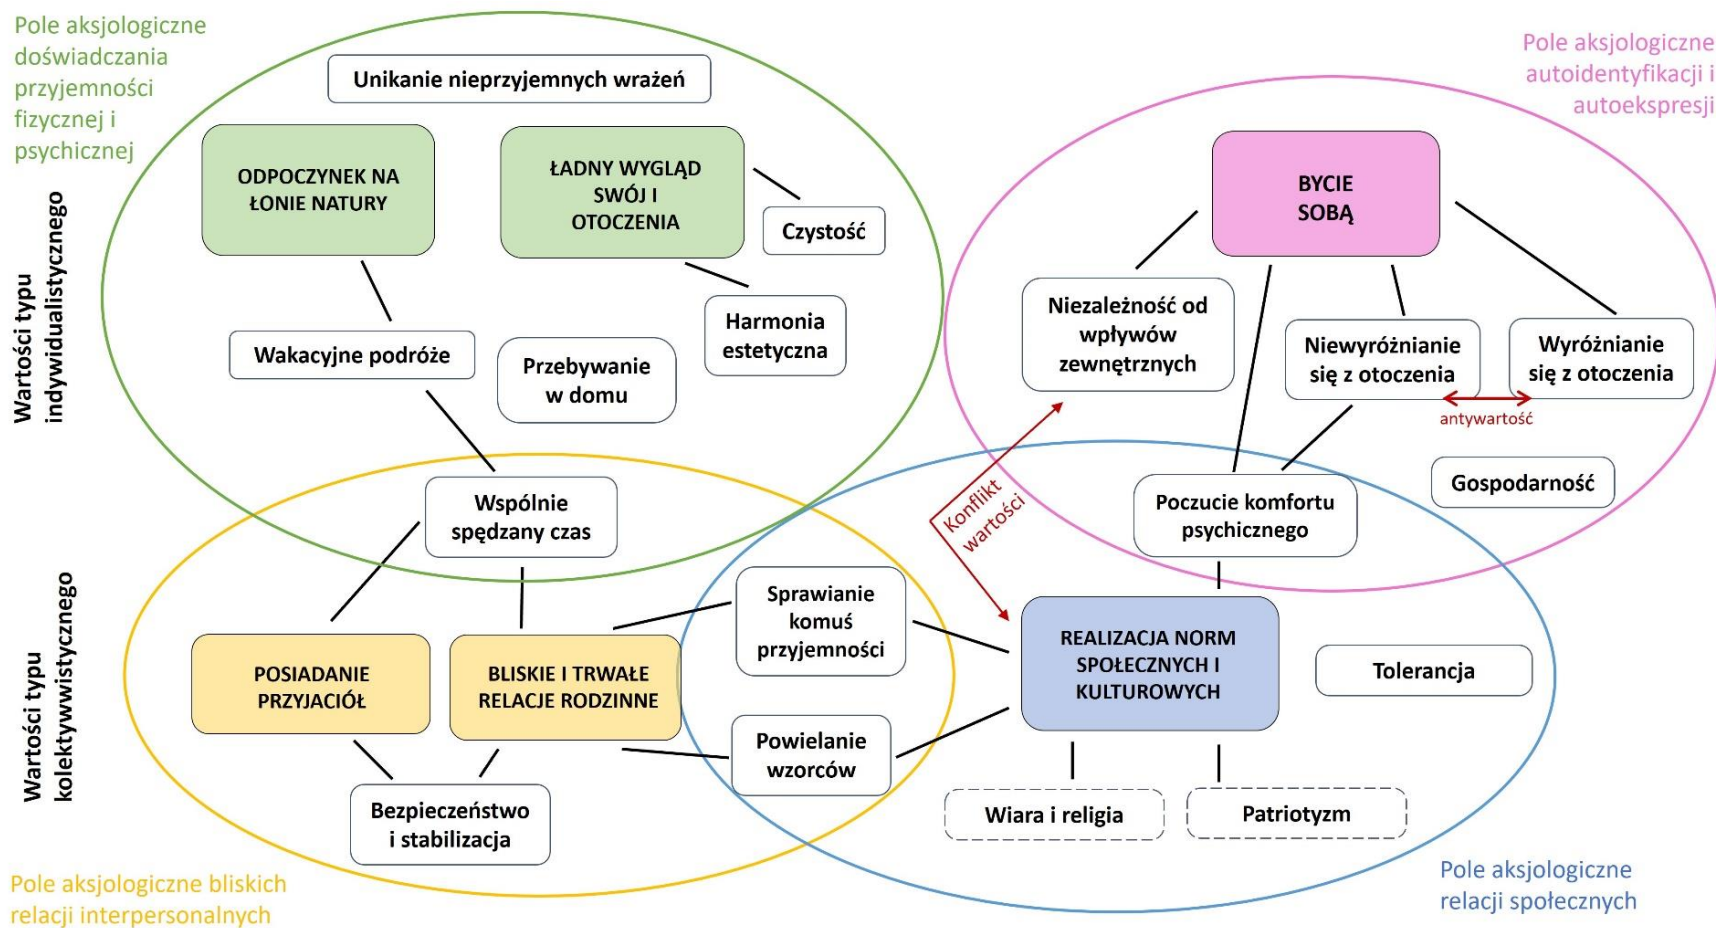 Pole aksjologiczne
doświadczania
przyjemności
fizycznej i
psychicznej
Unikanie nieprzyjemnych wrażeń
ODPOCZYNEK NA
ŁONIE NATURY
ŁADNY WYGLĄD
SWÓJ I
OTOCZENIA
Czystość
Harmonia
estetyczna
Wakacyjne podróże
Przebywanie
w domu
Wartości typu
indywidualistycznego
Pole aksjologiczne
autoidentyfikacji i
autoekspresji
BYCIE
SOBĄ
Niezależność od
wpływów
zewnętrznych
Niewyróżnianie
się z otoczenia
Wyróżnianie
się z otoczenia
antywartość
Gospodarność
Poczucie komfortu
psychicznego
Konflikt
wartości
Wspólnie
spędzany czas
Wartości typu
kolektywwistycznego
POSIADANIE
PRZYJACIÓŁ
BLISKIE I TRWAŁE
RELACJE RODZINNE
Sprawianie
komuś
przyjemności
Powielanie
wzorców
Bezpieczeństwo
i stabilizacja
REALIZACJA NORM
SPOŁECZNYCH I
KULTUROWYCH
Tolerancja
Wiara i religia
Patriotyzm
Pole aksjologiczne bliskich
relacji interpersonalnych
Pole aksjologiczne
relacji społecznych